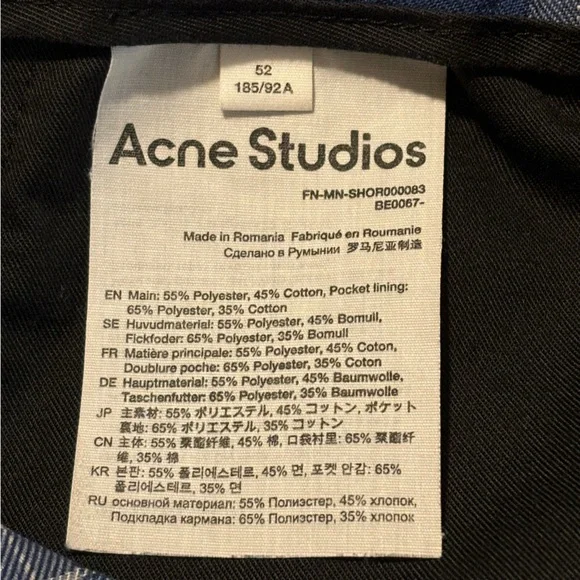 52
185/92A
Acne Studios
FN-MN-SHOR000083
BE0067-
Made in Romania Fabriqué en Roumanie
Сделано в Румынии 罗马尼亚制造
EN Main: 55% Polyester, 45% Cotton, Pocket lining:
65% Polyester, 35% Cotton
SE Huvudmaterial: 55% Polyester, 45% Bomull,
Fickfoder: 65% Polyester, 35% Bomull
FR Matière principale: 55% Polyester, 45% Coton,
Doublure poche: 65% Polyester, 35% Coton
DE Hauptmaterial: 55% Polyester, 45% Baumwolle,
Taschenfutter: 65% Polyester, 35% Baumwolle
JP 主素材: 55% ポリエステル, 45% コットン, ポケット
裏地: 65% ポリエステル, 35% コットン
CN 主体: 55% 聚酯纤维, 45% 棉, 口袋衬里: 65% 聚酯纤
维, 35% 棉
KR 본판: 55% 폴리에스테르, 45% 면, 포켓 안감: 65%
폴리에스테르, 35% 면
RU основной материал: 55% Полиэстер, 45% хлопок,
Подкладка кармана: 65% Полиэстер, 35% хлопок